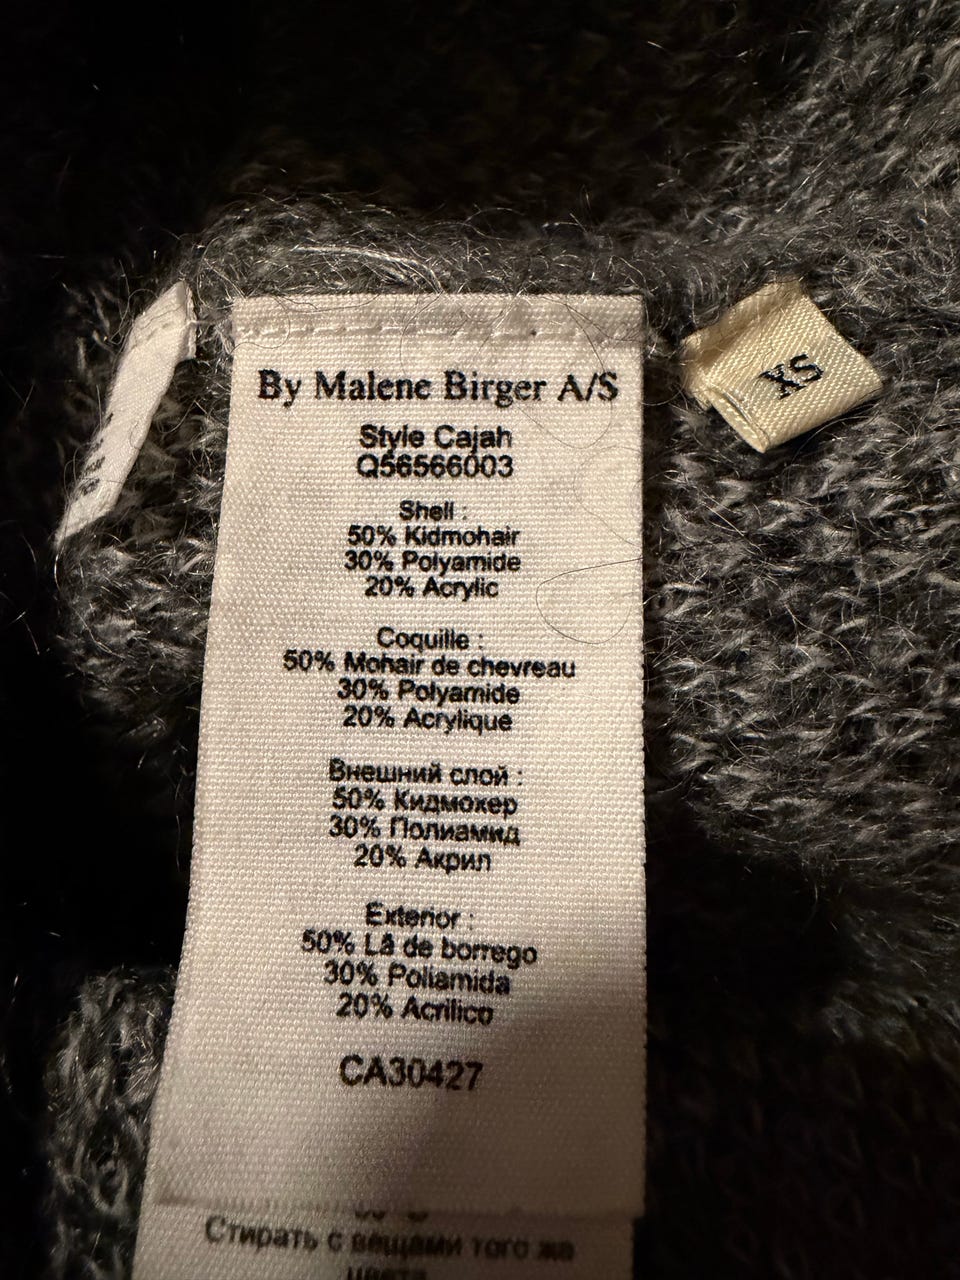 By Malene Birger A/S
Style Cajah
Q56566003
Shell :
50% Kidmohair
30% Polyamide
20% Acrylic
Coquille :
50% Mohair de chevreau
30% Polyamide
20% Acrylique
Внешний слой :
50% Кидмохер
30% Полиамид
20% Акрил
Exterior :
50% Lã de borrego
30% Poliamida
20% Acrílico
CA30427
Стирать с вещами того же
цвета
XS